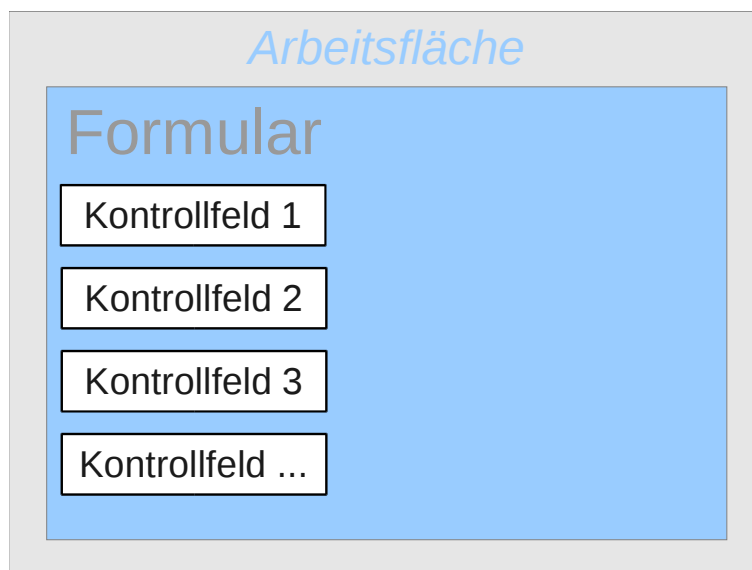 Arbeitsfläche
Formular
Kontrollfeld 1
Kontrollfeld 2
Kontrollfeld 3
Kontrollfeld ...